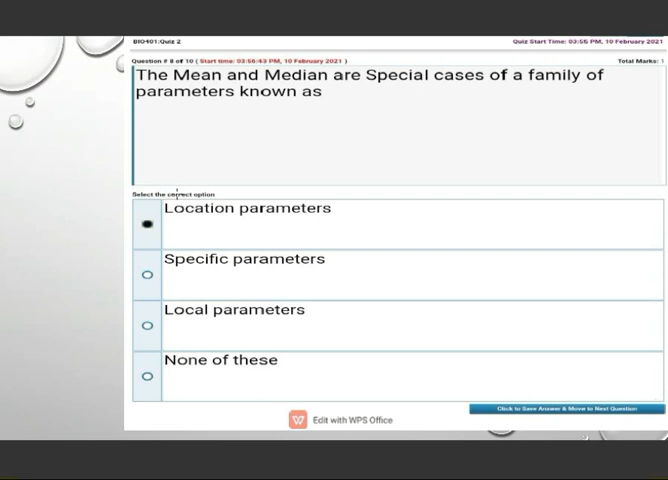 BIO401:Quiz 2
Quiz Start Time: 03:55 PM, 10 February 2021
Question # 8 of 10 ( Start time: 03:56:43 PM, 10 February 2021 )
Total Marks: 1
The Mean and Median are Special cases of a family of
parameters known as
Select the correct option
Location parameters
Specific parameters
Local parameters
None of these
Click to Save Answer & Move to Next Question
Edit with WPS Office